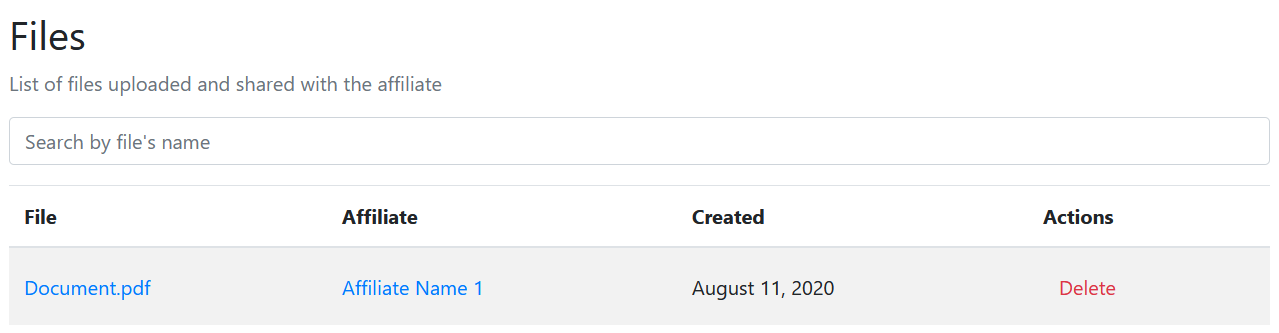 Files
List of files uploaded and shared with the affiliate
Search by file's name
File Affiliate Created Actions
Document.pdf Affiliate Name 1 August 11, 2020 Delete